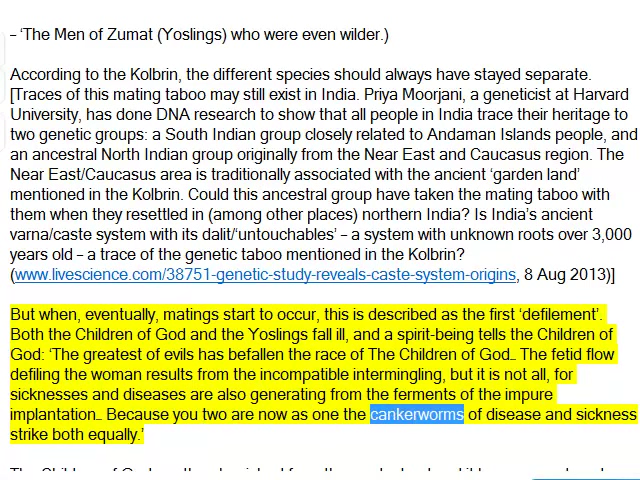 – ‘The Men of Zumat (Yoslings) who were even wilder.)
According to the Kolbrin, the different species should always have stayed separate.
[Traces of this mating taboo may still exist in India. Priya Moorjani, a geneticist at Harvard
University, has done DNA research to show that all people in India trace their heritage to
two genetic groups: a South Indian group closely related to Andaman Islands people, and
an ancestral North Indian group originally from the Near East and Caucasus region. The
Near East/Caucasus area is traditionally associated with the ancient ‘garden land’
mentioned in the Kolbrin. Could this ancestral group have taken the mating taboo with
them when they resettled in (among other places) northern India? Is India’s ancient
varna/caste system with its dalit/‘untouchables’ – a system with unknown roots over 3,000
years old – a trace of the genetic taboo mentioned in the Kolbrin?
(www.livescience.com/38751-genetic-study-reveals-caste-system-origins, 8 Aug 2013)]
But when, eventually, matings start to occur, this is described as the first ‘defilement’.
Both the Children of God and the Yoslings fall ill, and a spirit-being tells the Children of
God: ‘The greatest of evils has befallen the race of The Children of God… The fetid flow
defiling the woman results from the incompatible intermingling, but it is not all, for
sicknesses and diseases are also generating from the ferments of the impure
implantation… Because you two are now as one the cankerworms of disease and sickness
strike both equally.’